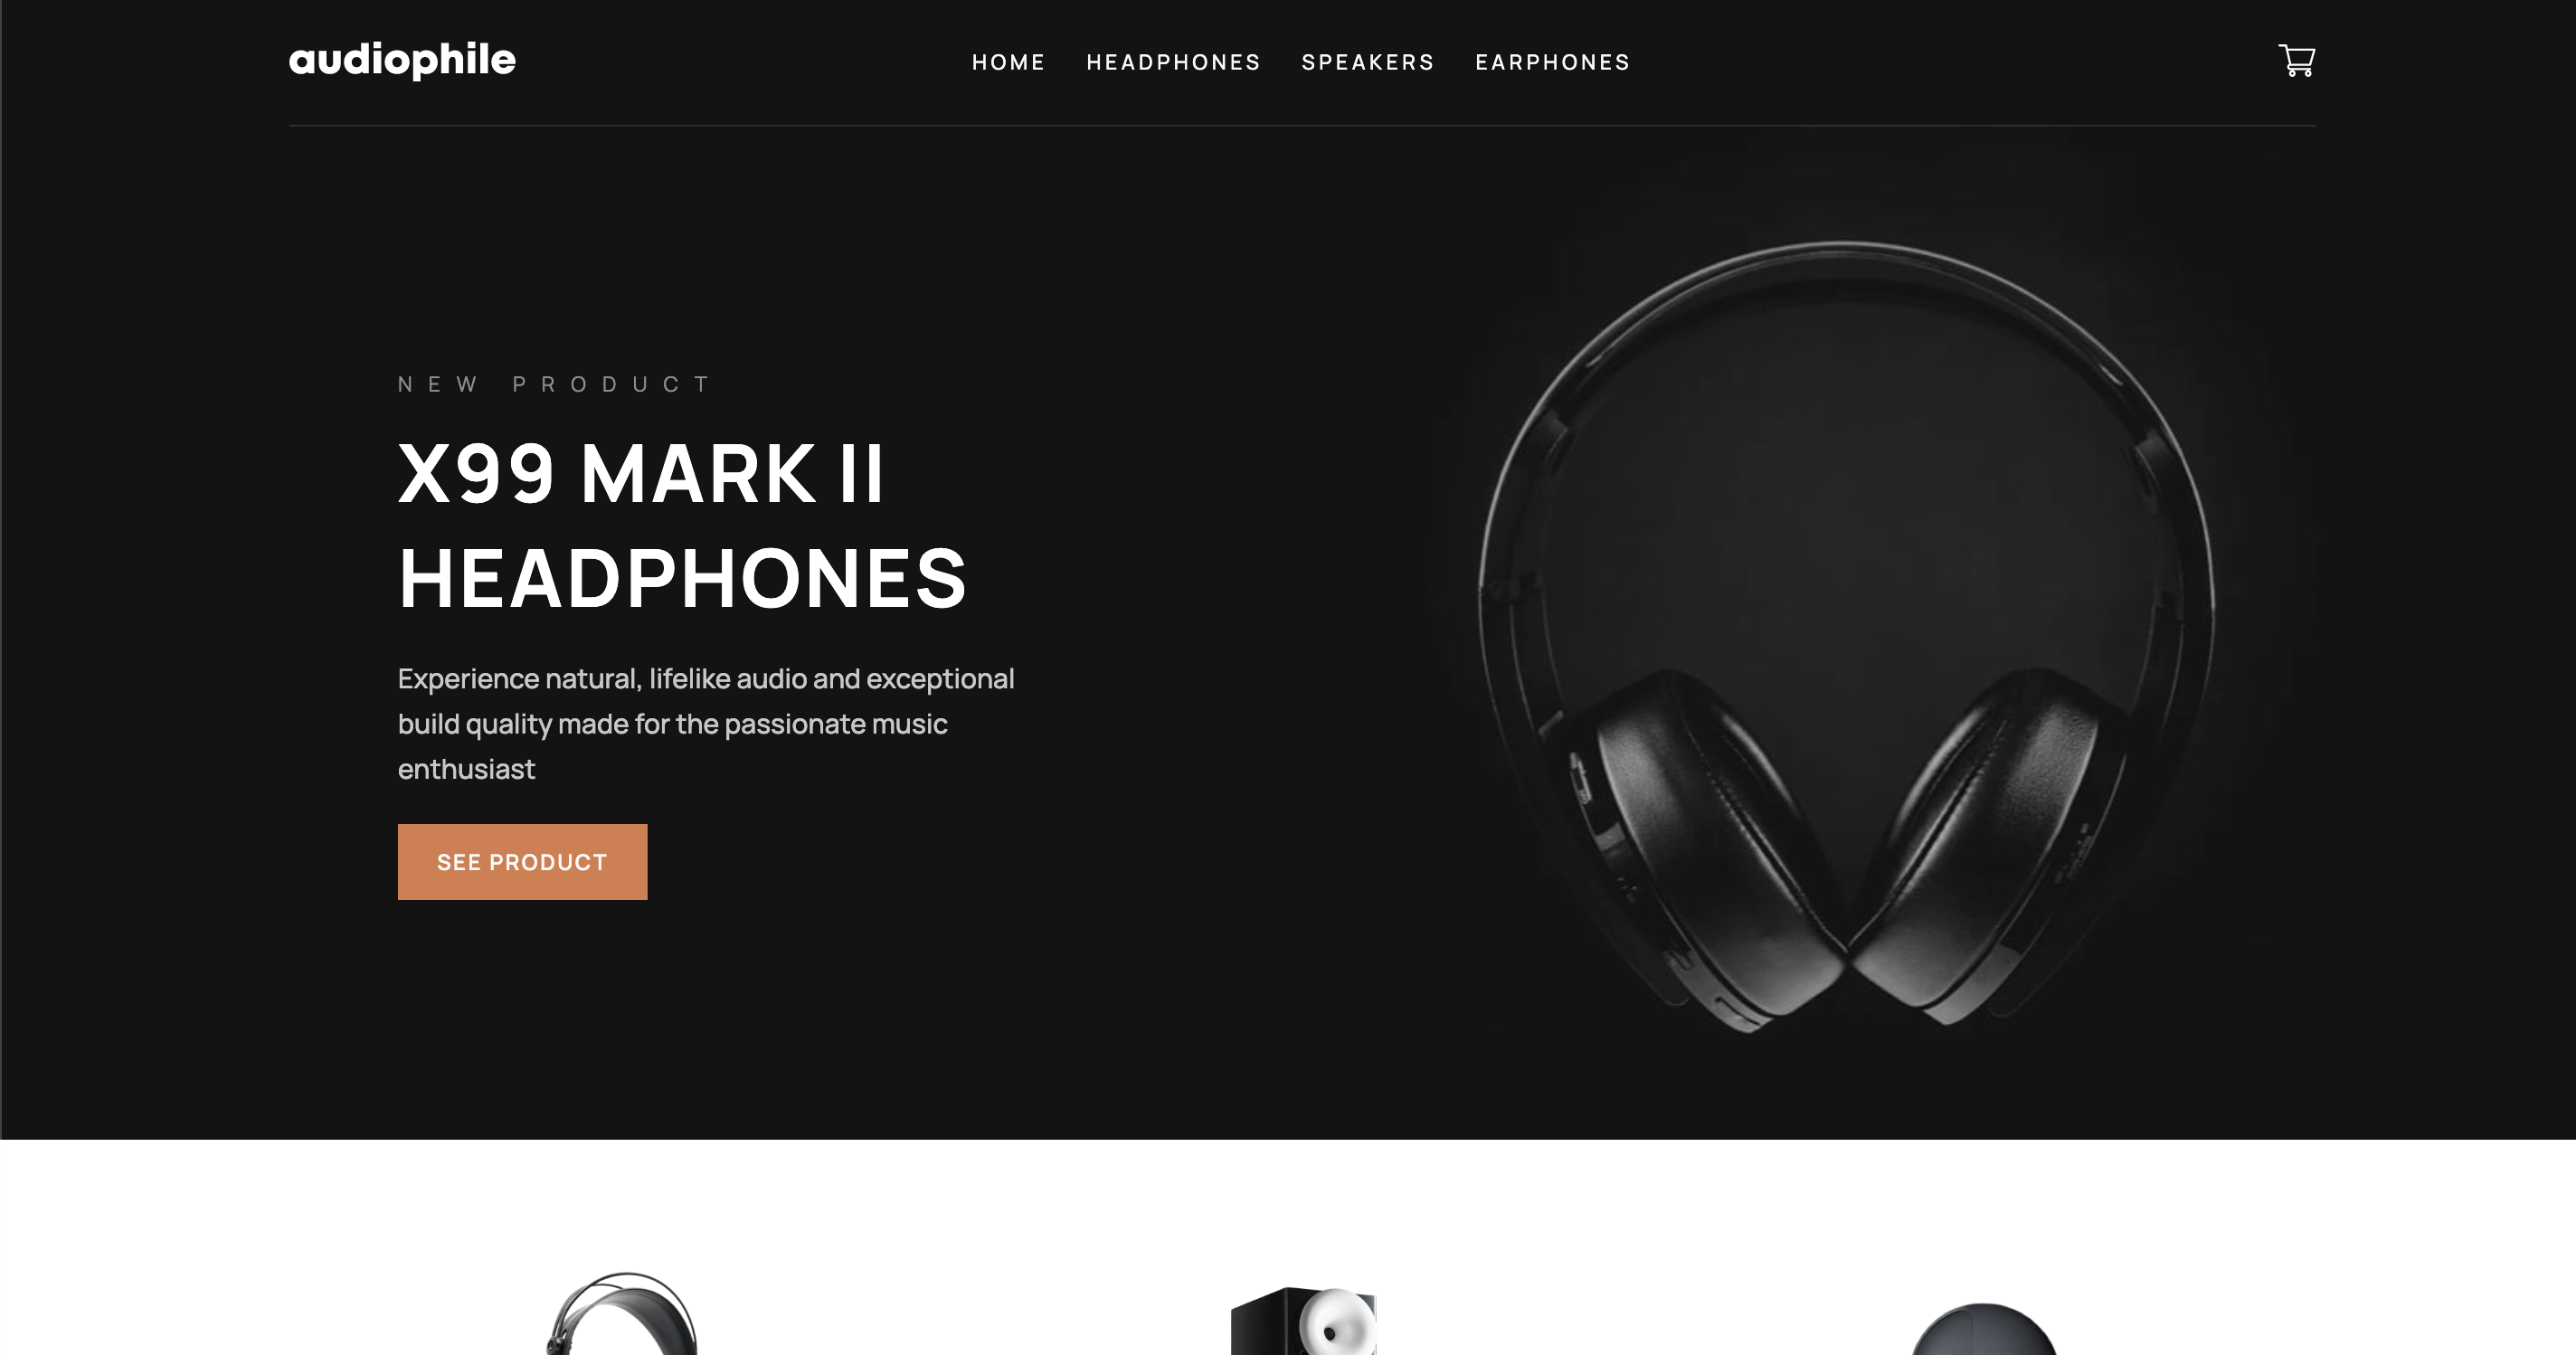 audiophile
HOME HEADPHONES SPEAKERS EARPHONES
NEW PRODUCT
X99 MARK II
HEADPHONES
Experience natural, lifelike audio and exceptional
build quality made for the passionate music
enthusiast
SEE PRODUCT